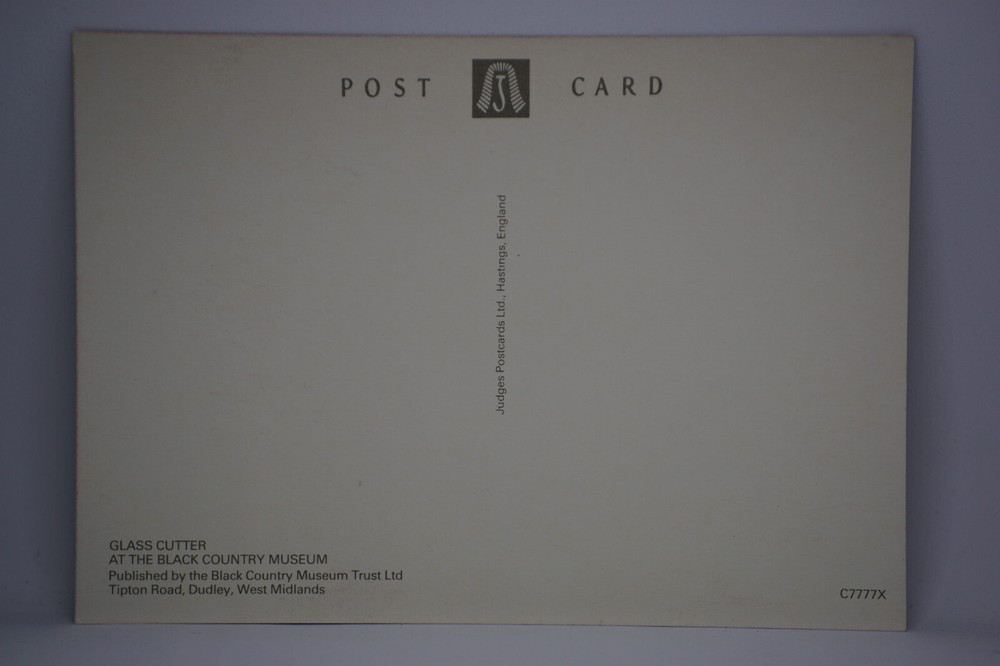 POST J CARD
Judges Postcards Ltd., Hastings, England
GLASS CUTTER
AT THE BLACK COUNTRY MUSEUM
Published by the Black Country Museum Trust Ltd
Tipton Road, Dudley, West Midlands
C7777X